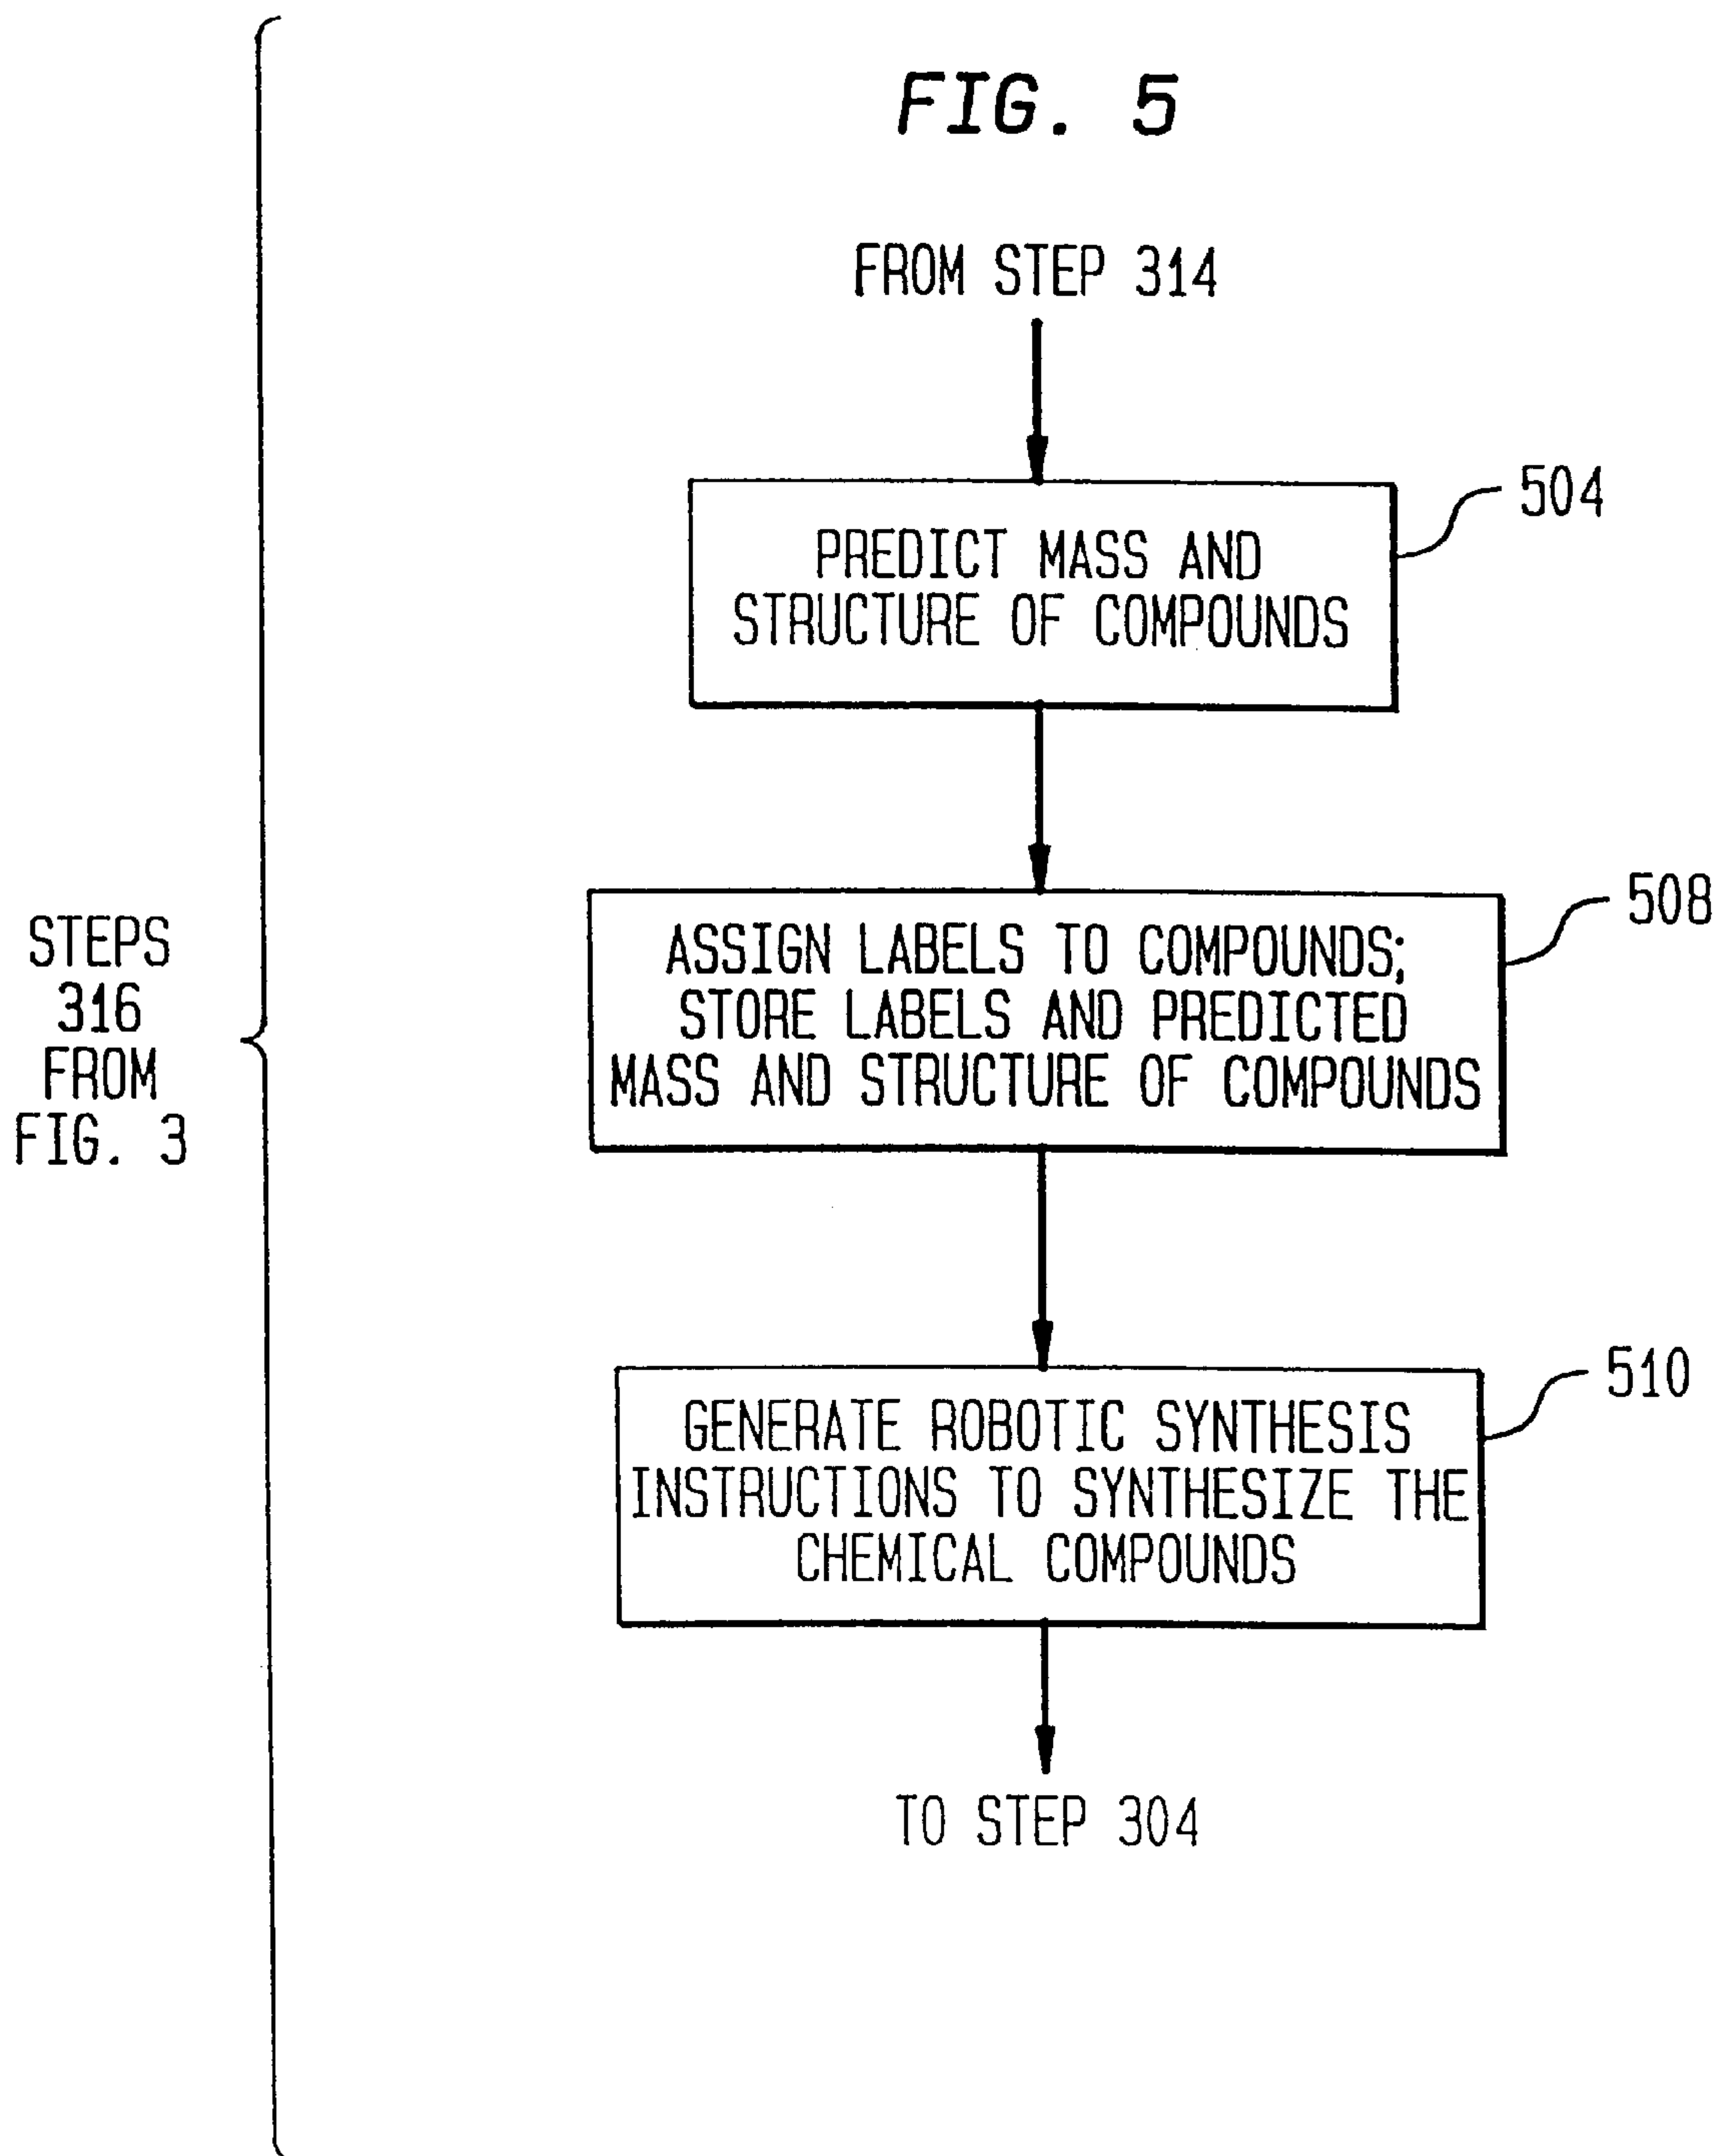 FIG. 5
FROM STEP 314
504
PREDICT MASS AND
STRUCTURE OF COMPOUNDS
508
ASSIGN LABELS TO COMPOUNDS;
STORE LABELS AND PREDICTED
MASS AND STRUCTURE OF COMPOUNDS
STEPS
316
FROM
FIG. 3
510
GENERATE ROBOTIC SYNTHESIS
INSTRUCTIONS TO SYNTHESIZE THE
CHEMICAL COMPOUNDS
TO STEP 304